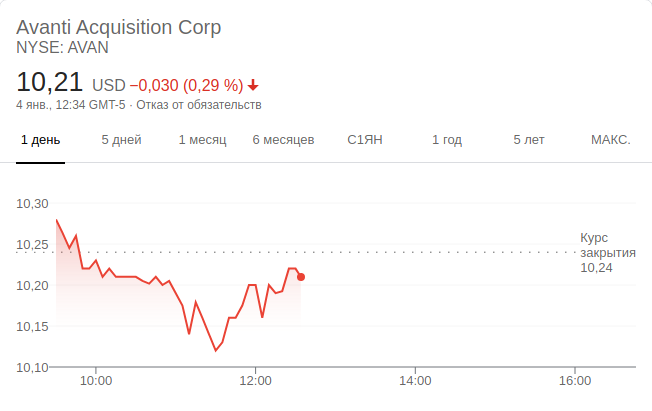 Avanti Acquisition Corp
NYSE: AVAN
10,21 USD −0,030 (0,29 %)
4 янв., 12:34 GMT-5 · Отказ от обязательств
1 день 5 дней 1 месяц 6 месяцев С1ЯН 1 год 5 лет МАКС.
10,30
10,25
10,20
10,15
10,10
Курс
закрытия
10,24
10:00 12:00 14:00 16:00